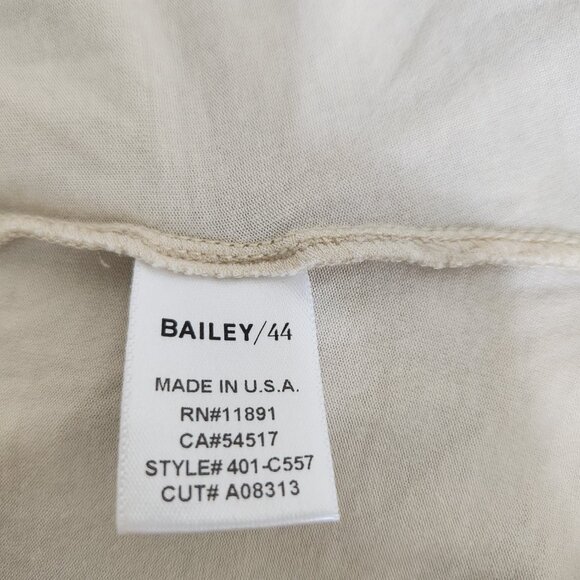 BAILEY/44
MADE IN U.S.A.
RN#11891
CA#54517
STYLE# 401-C557
CUT# A08313